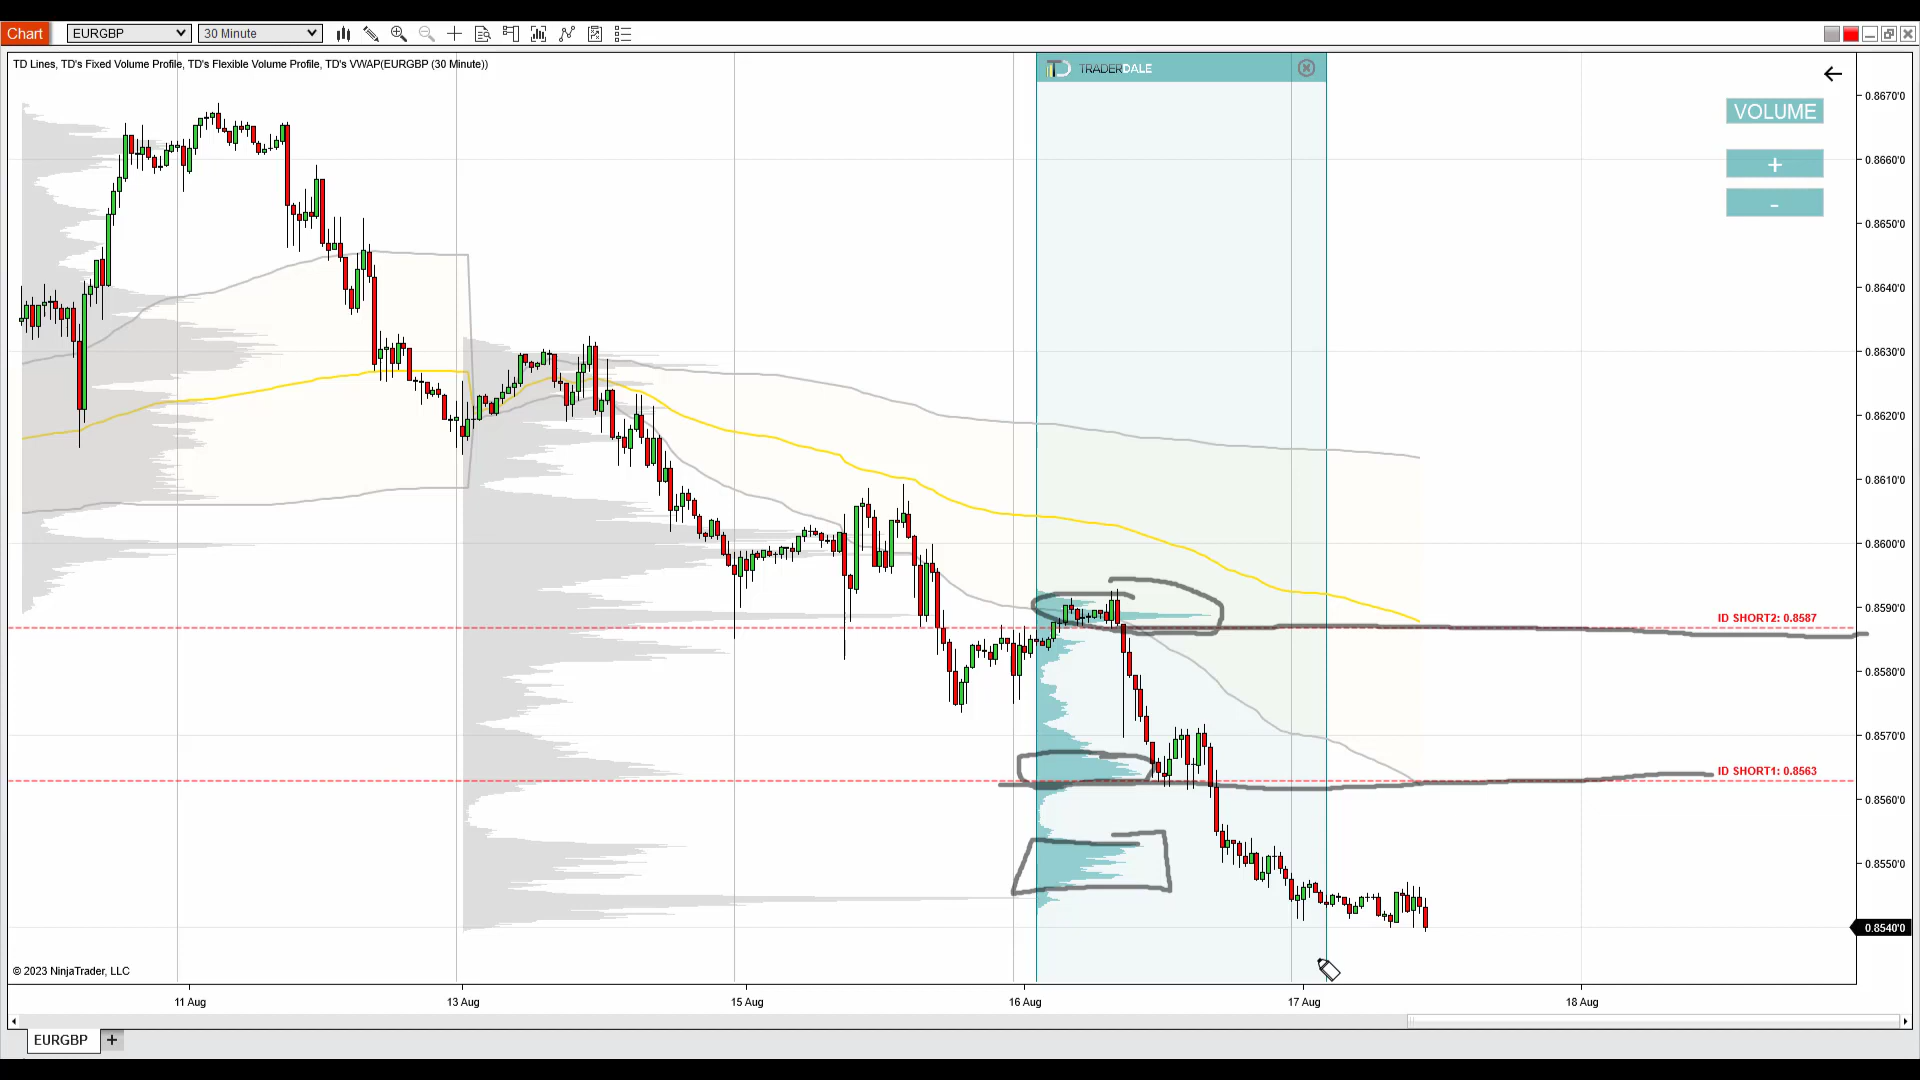 Chart EURGBP 30 Minute
TD Lines, TD's Fixed Volume Profile, TD's Flexible Volume Profile, TD's VWAP(EURGBP (30 Minute))
TRADERDALE
VOLUME
+
-
0.8670'0
0.8660'0
0.8650'0
0.8640'0
0.8630'0
0.8620'0
0.8610'0
0.8600'0
0.8590'0
ID SHORT2: 0.8587
0.8580'0
0.8570'0
ID SHORT1: 0.8563
0.8560'0
0.8550'0
0.8540'0
© 2023 NinjaTrader, LLC
11 Aug 13 Aug 15 Aug 16 Aug 17 Aug 18 Aug
EURGBP +